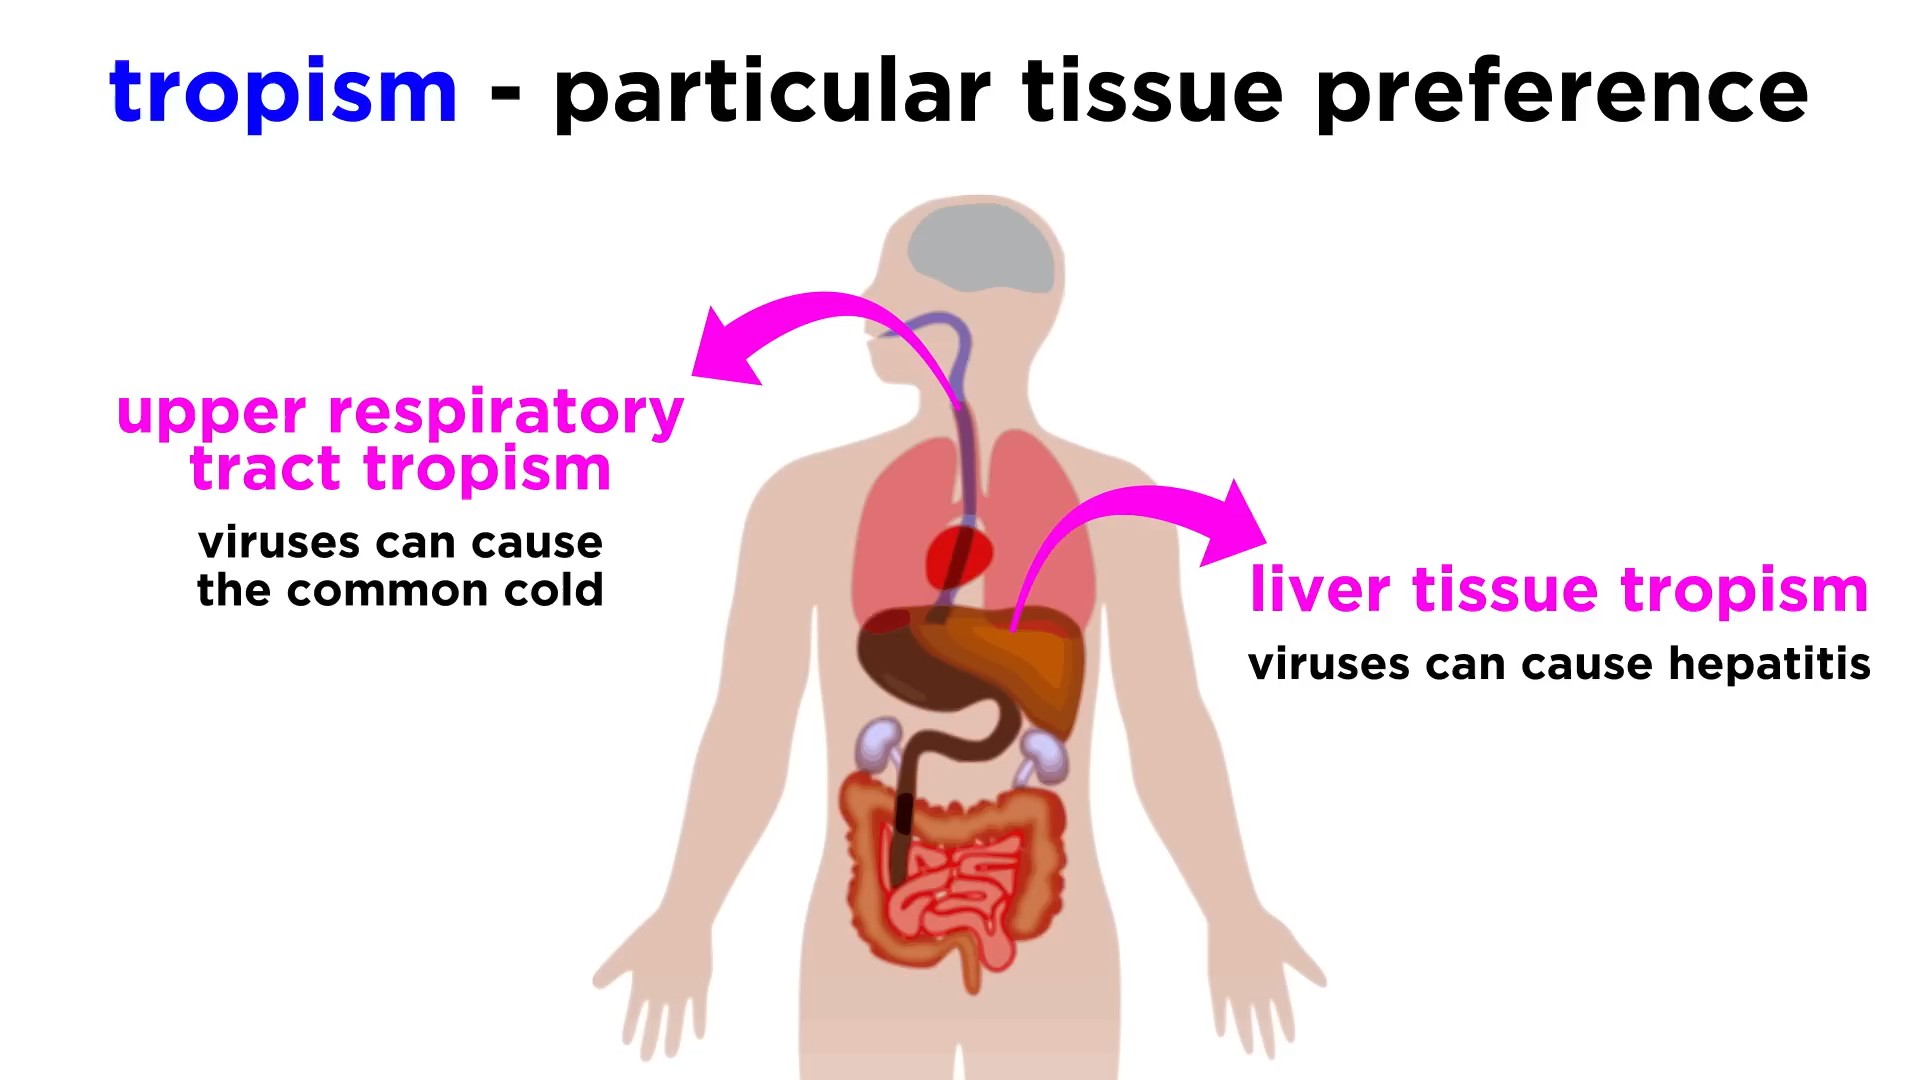 tropism - particular tissue preference
upper respiratory
tract tropism
viruses can cause
the common cold
liver tissue tropism
viruses can cause hepatitis